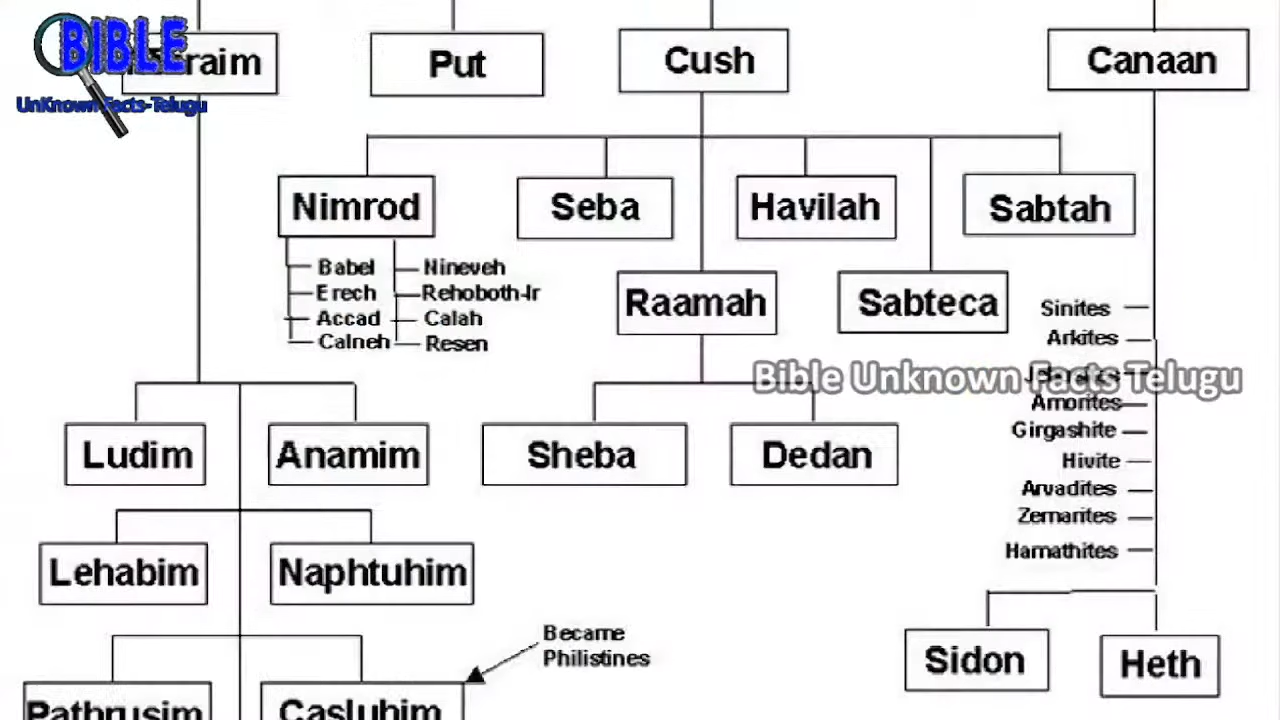 BIBLE
UnKnown Facts-Telugu
raim
Put
Cush
Canaan
Nimrod
Seba
Havilah
Sabtah
Babel
Nineveh
Erech
Rehoboth-Ir
Accad
Calah
Calneh
Resen
Raamah
Sabteca
Sinites
Arkites
Bible Unknown Facts Telugu
Amorites
Girgashite
Hivite
Arvadites
Zemarites
Hamathites
Ludim
Anamim
Sheba
Dedan
Lehabim
Naphtuhim
Became
Philistines
Sidon
Heth
Pathrusim
Casluhim